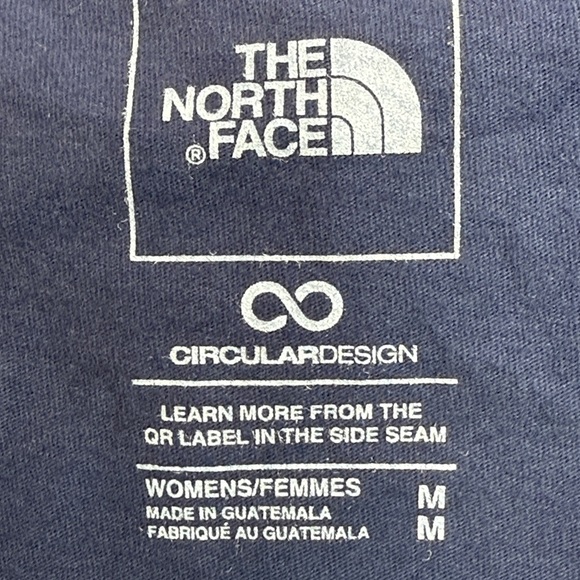 THE
NORTH
® FACE
CIRCULARDESIGN
LEARN MORE FROM THE
QR LABEL IN THE SIDE SEAM
WOMENS/FEMMES M
MADE IN GUATEMALA
FABRIQUÉ AU GUATEMALA M